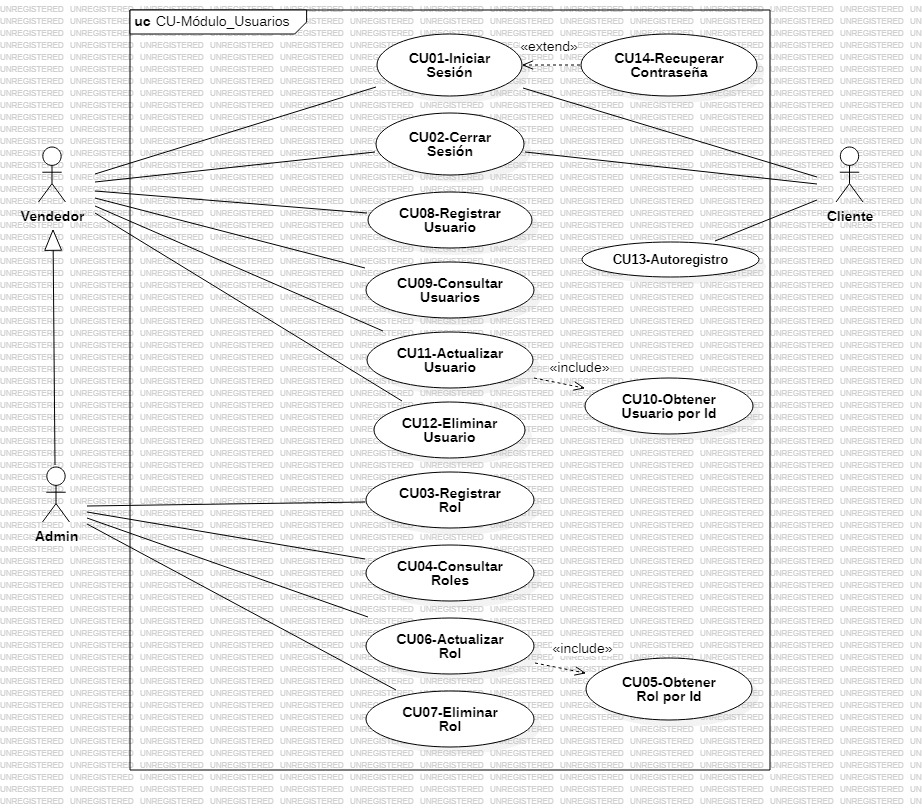 uc CU-Módulo_Usuarios
CU01-Iniciar
Sesión
«extend»
CU14-Recuperar
Contraseña
CU02-Cerrar
Sesión
Vendedor
Cliente
CU08-Registrar
Usuario
CU13-Autoregistro
CU09-Consultar
Usuarios
CU11-Actualizar
Usuario
«include»
CU10-Obtener
Usuario por Id
CU12-Eliminar
Usuario
CU03-Registrar
Rol
Admin
CU04-Consultar
Roles
CU06-Actualizar
Rol
«include»
CU05-Obtener
Rol por Id
CU07-Eliminar
Rol
UNREGISTERED